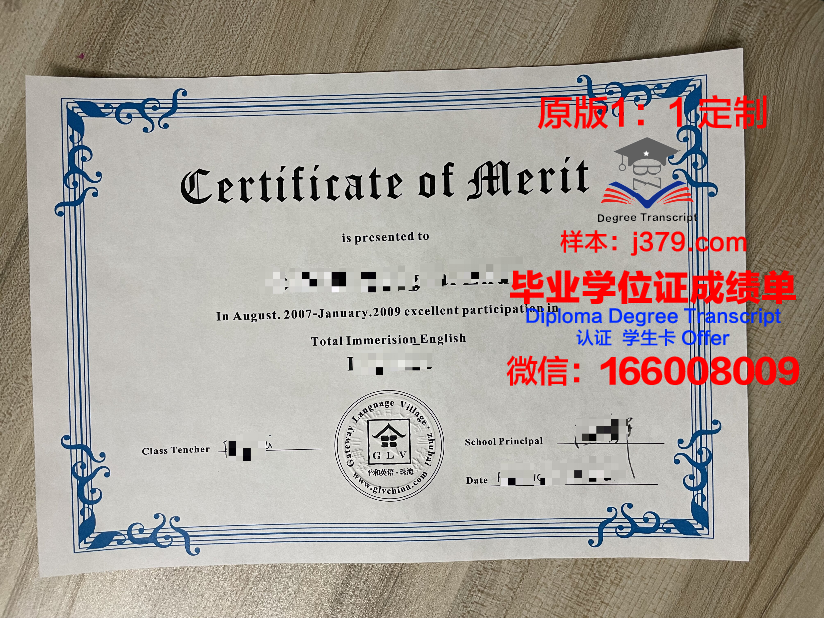 原版1：1定制
Certificate of Merit
BZ
Degree Transcript
is presented to
样本：j379.com
毕业学位证成绩单
In August. 2007-January.2009 excellent participation in
Diploma Degree Transcript
Total Immerision English
认证 学生卡 Offer
微信：166008009
Gateway Language Village · zhuhai
GLV
www.glvchina.com
Class Tencher
School Principal
Date